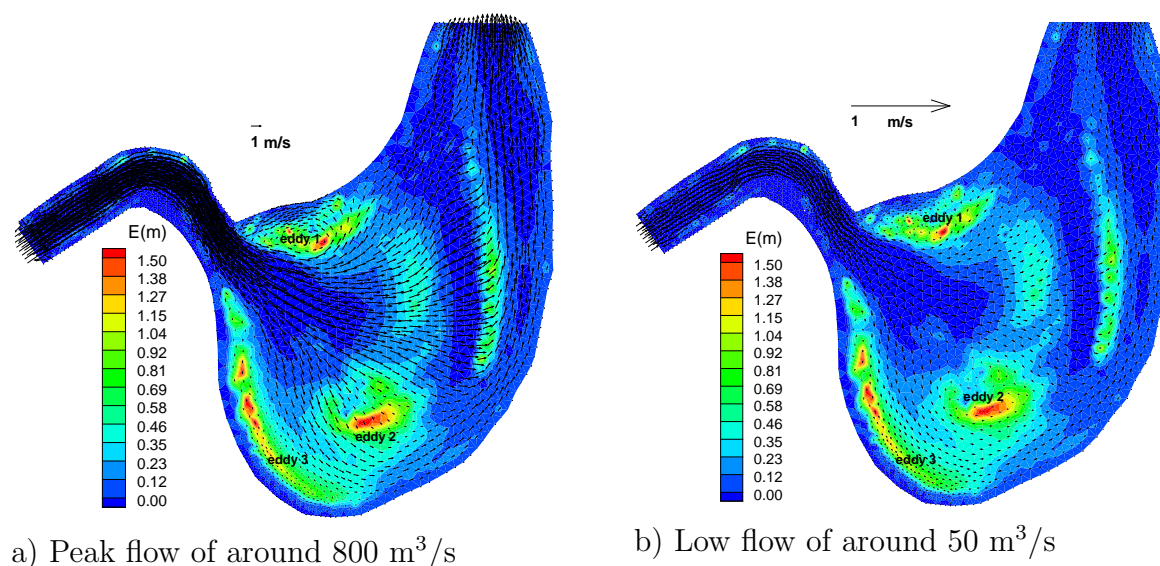 1 m/s
E(m)
1.50
1.38
1.27
1.15
1.04
0.92
0.81
0.69
0.58
0.46
0.35
0.23
0.12
0.00
eddy 1
eddy 2
eddy 3
a) Peak flow of around 800 m³/s
1 m/s
E(m)
1.50
1.38
1.27
1.15
1.04
0.92
0.81
0.69
0.58
0.46
0.35
0.23
0.12
0.00
eddy 1
eddy 2
eddy 3
b) Low flow of around 50 m³/s